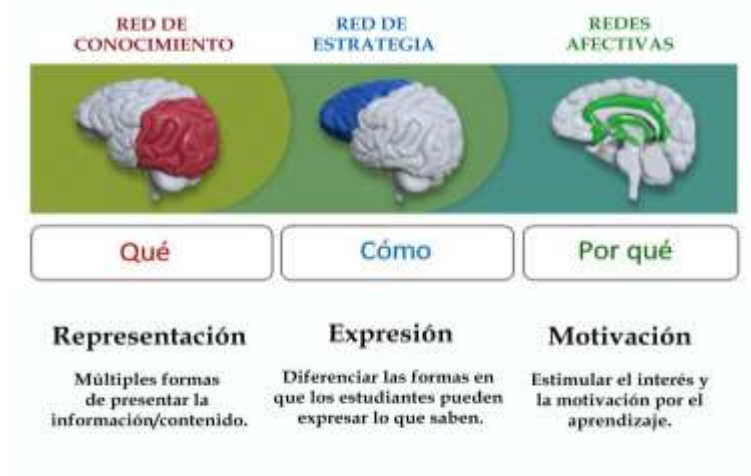 RED DE
CONOCIMIENTO
RED DE
ESTRATEGIA
REDES
AFECTIVAS
Qué
Cómo
Por qué
Representación
Múltiples formas
de presentar la
información/contenido.
Expresión
Diferenciar las formas en
que los estudiantes pueden
expresar lo que saben.
Motivación
Estimular el interés y
la motivación por el
aprendizaje.